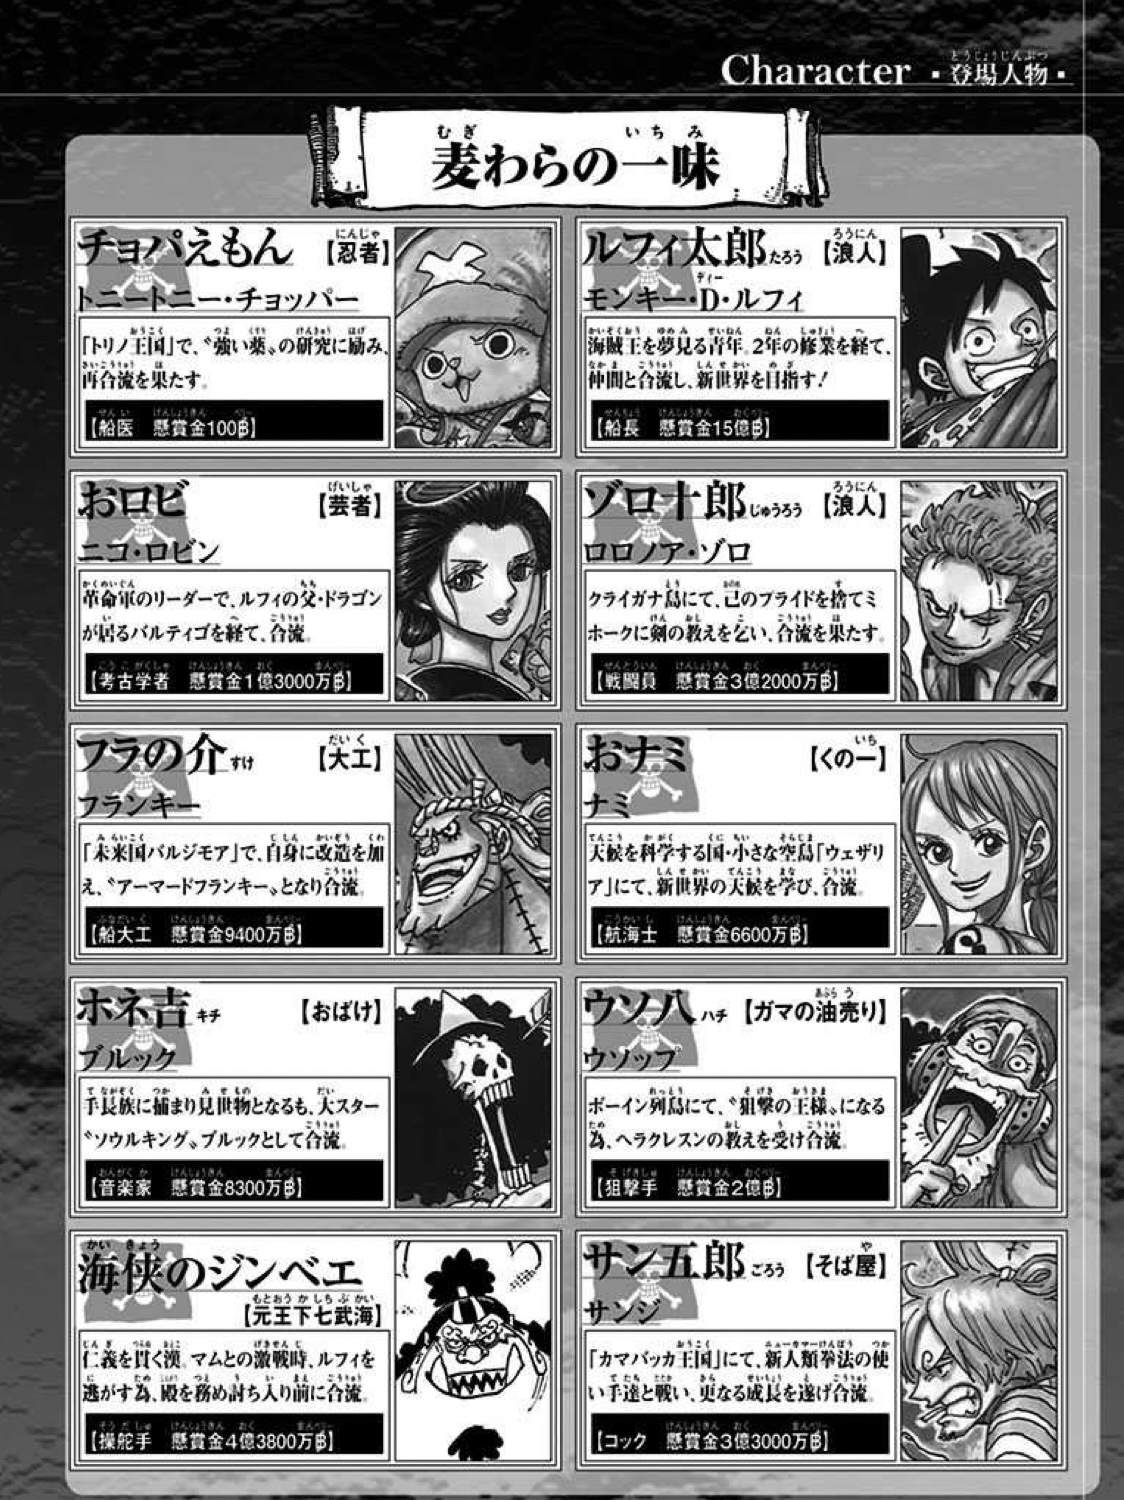 Character ・登場人物・
麦わらの一味
ルフィ太郎たろう【浪人】
モンキー・D・ルフィ
海賊王を夢見る青年。2年の修業を経て、
仲間と合流し、新世界を目指す!
【船長 懸賞金15億฿】
チョパえもん【忍者】
トニートニー・チョッパー
「トリノ王国」で、〝強い薬〟の研究に励み、
再合流を果たす。
【船医 懸賞金100฿】
ゾロ十郎じゅうろう【浪人】
ロロノア・ゾロ
クライガナ島にて、己のプライドを捨てミ
ホークに剣の教えを乞い、合流を果たす。
【戦闘員 懸賞金3億2000万฿】
おロビ【芸者】
ニコ・ロビン
革命軍のリーダーで、ルフィの父・ドラゴン
が居るバルティゴを経て、合流。
【考古学者 懸賞金1億3000万฿】
おナミ【くの一】
ナミ
天候を科学する国・小さな空島「ウェザリ
ア」にて、新世界の天候を学び、合流。
【航海士 懸賞金6600万฿】
フラの介すけ【大工】
フランキー
「未来国バルジモア」で、自身に改造を加
え、〝アーマードフランキー〟となり合流。
【船大工 懸賞金9400万฿】
ウソ八ハチ【ガマの油売り】
ウソップ
ボーイン列島にて、〝狙撃の王様〟になる
為、ヘラクレスンの教えを受け合流。
【狙撃手 懸賞金2億฿】
ホネ吉キチ【おばけ】
ブルック
手長族に捕まり見世物となるも、大スター
〝ソウルキング〟ブルックとして合流。
【音楽家 懸賞金8300万฿】
サン五郎ごろう【そば屋】
サンジ
「カマバッカ王国」にて、新人類拳法の使
い手達と戦い、更なる成長を遂げ合流。
【コック 懸賞金3億3000万฿】
海侠のジンベエ
【元王下七武海】
仁義を貫く漢。マムとの激戦時、ルフィを
逃がす為、殿を務め討ち入り前に合流。
【操舵手 懸賞金4億3800万฿】